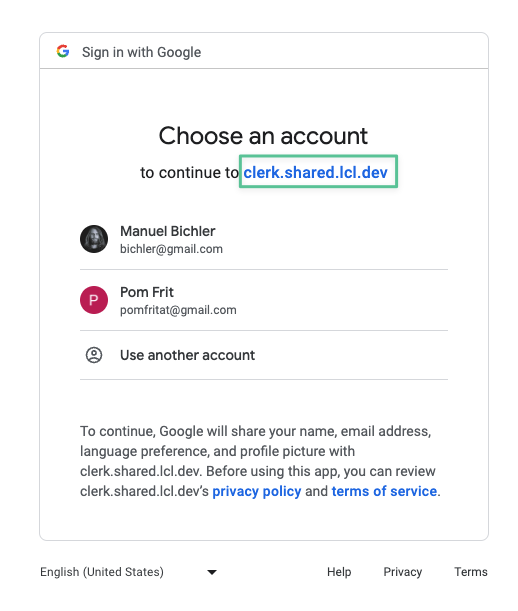 Sign in with Google
Choose an account
to continue to clerk.shared.lcl.dev
Manuel Bichler
bichler@gmail.com
P
Pom Frit
pomfritat@gmail.com
Use another account
To continue, Google will share your name, email address,
language preference, and profile picture with
clerk.shared.lcl.dev. Before using this app, you can review
clerk.shared.lcl.dev’s privacy policy and terms of service.
English (United States)
Help Privacy Terms